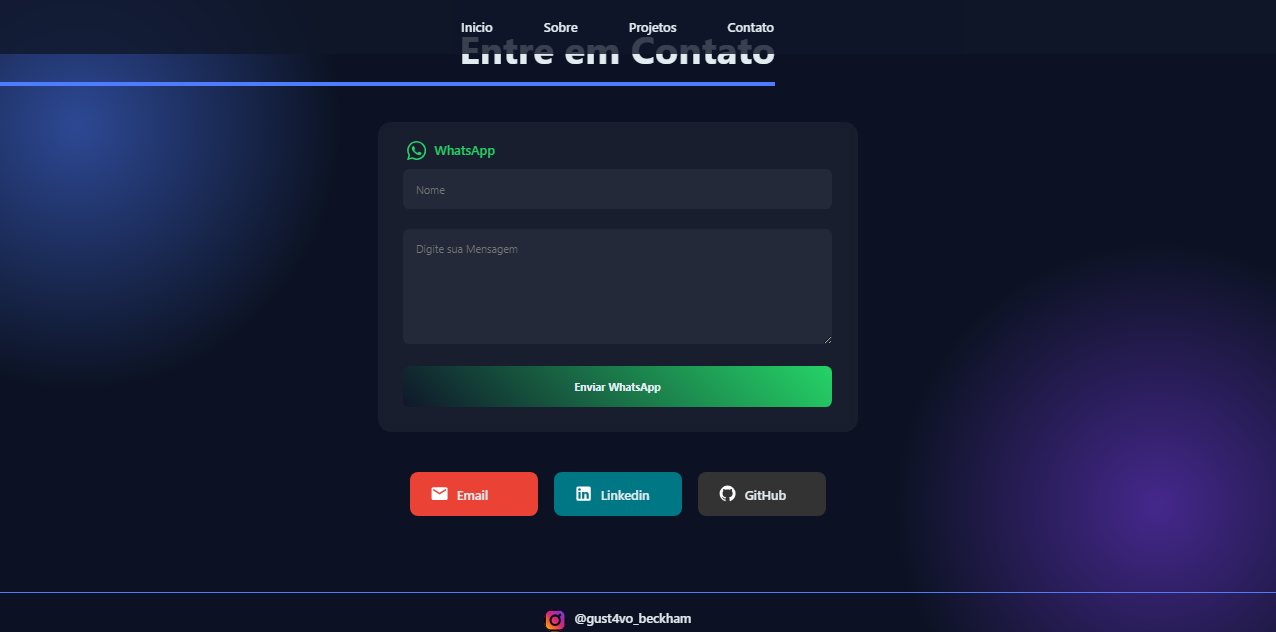 Inicio Sobre Projetos Contato
Entre em Contato
WhatsApp
Nome
Digite sua Mensagem
Enviar WhatsApp
Email Linkedin GitHub
@gust4vo_beckham